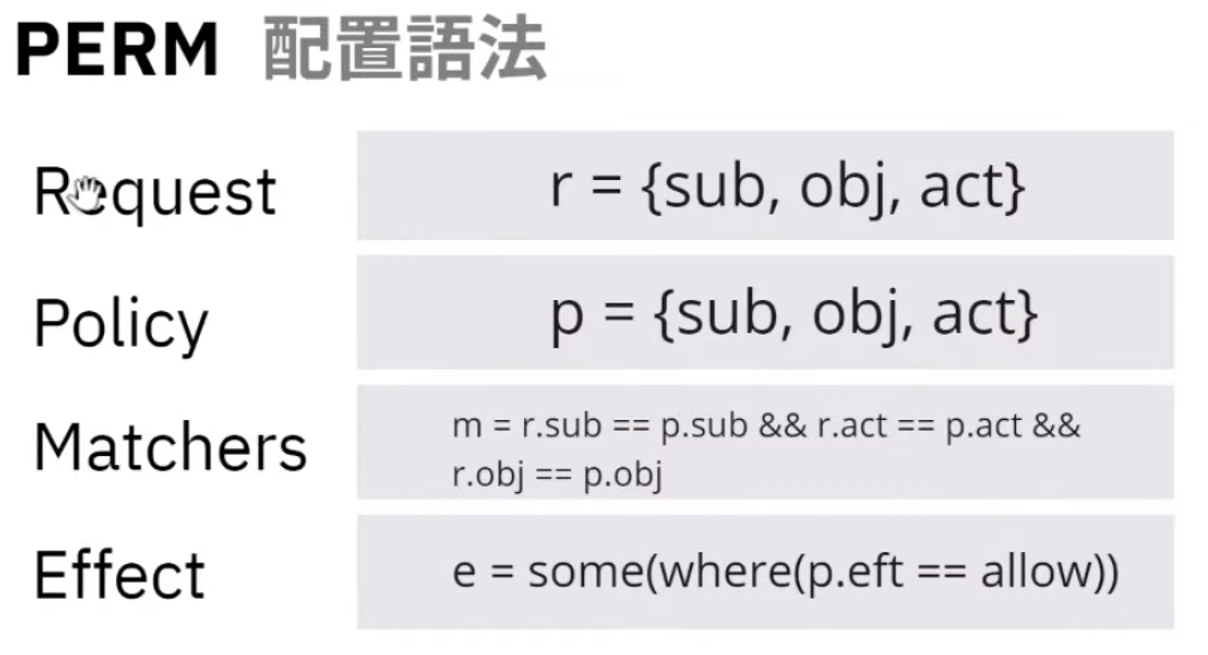 PERM 配置語法
Request
r = {sub, obj, act}
Policy
p = {sub, obj, act}
Matchers
m = r.sub == p.sub && r.act == p.act &&
r.obj == p.obj
Effect
e = some(where(p.eft == allow))